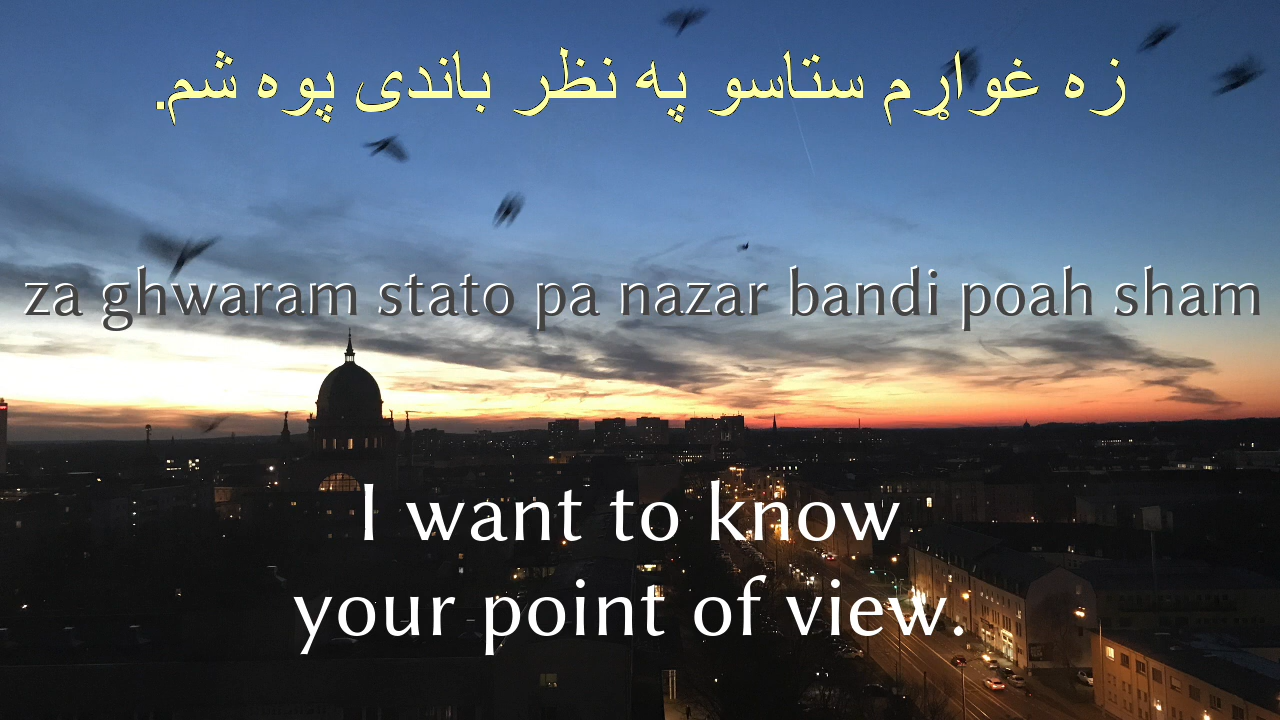 زه غواړم ستاسو په نظر باندی پوه شم.
za ghwaram stato pa nazar bandi poah sham
I want to know
your point of view.